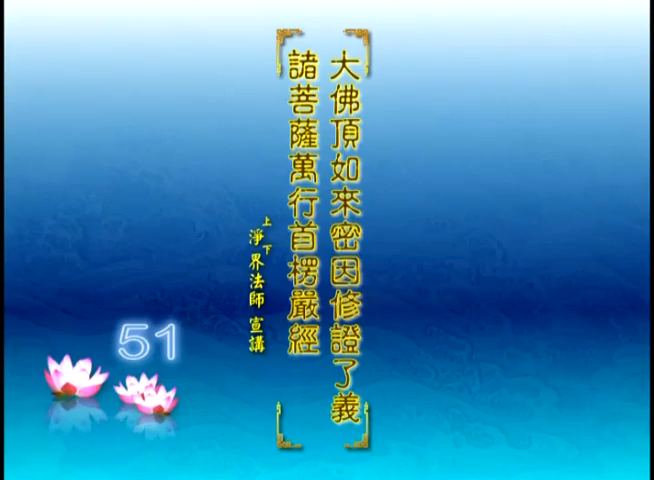 大佛頂如來密因修證了義
諸菩薩萬行首楞嚴經
上淨下界法師 宣講
51